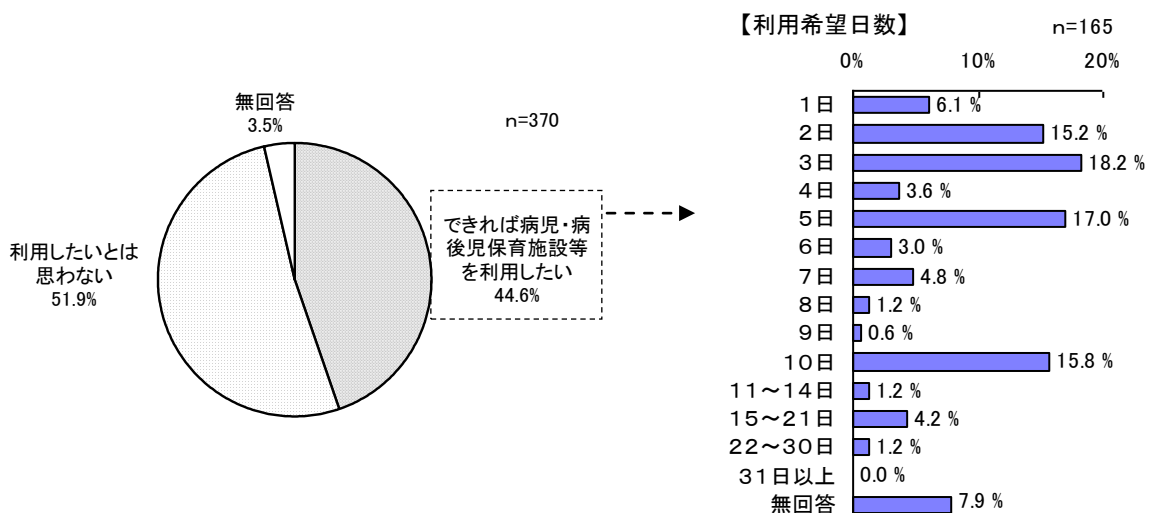 無回答
3.5%
n=370
利用したいとは
思わない
51.9%
できれば病児・病
後児保育施設等
を利用したい
44.6%
【利用希望日数】
n=165
0%
10%
20%
1日
6.1 %
2日
15.2 %
3日
18.2 %
4日
3.6 %
5日
17.0 %
6日
3.0 %
7日
4.8 %
8日
1.2 %
9日
0.6 %
10日
15.8 %
11～14日
1.2 %
15～21日
4.2 %
22～30日
1.2 %
31日以上
0.0 %
無回答
7.9 %